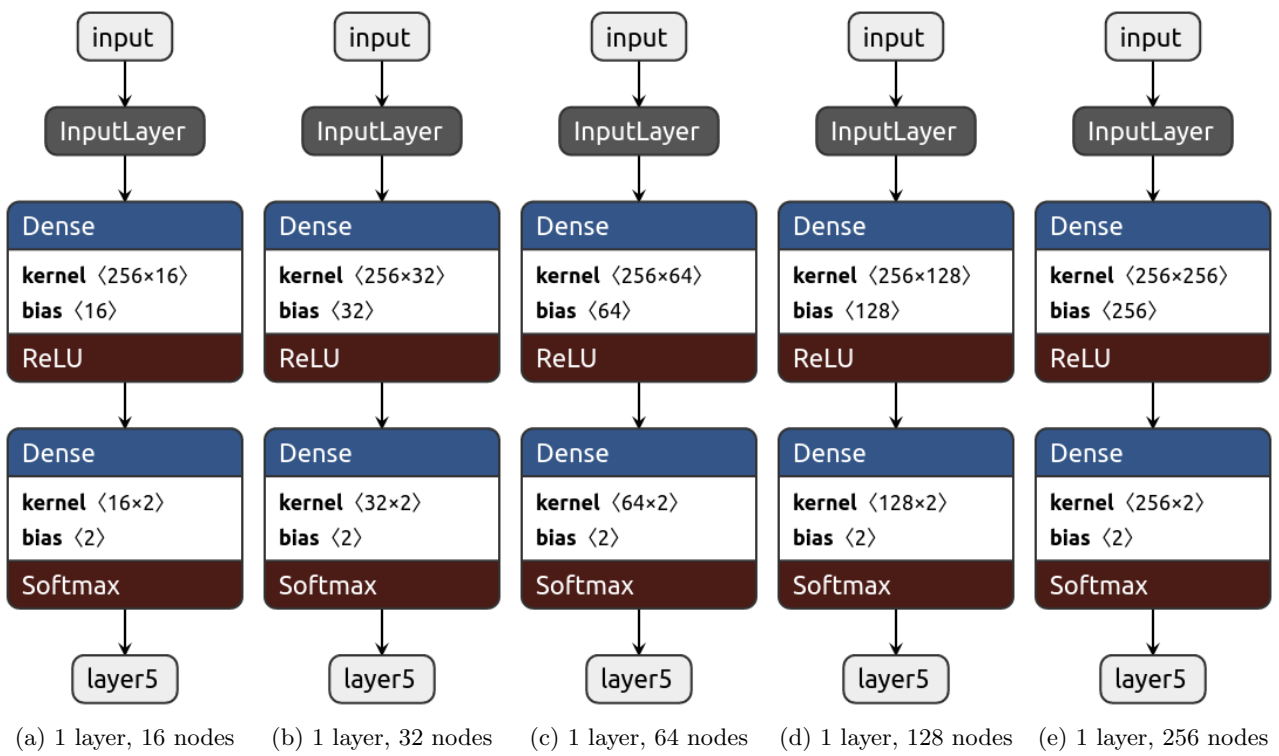 input
InputLayer
Dense
kernel 〈256×16〉
bias 〈16〉
ReLU
Dense
kernel 〈16×2〉
bias 〈2〉
Softmax
layer5
(a) 1 layer, 16 nodes
input
InputLayer
Dense
kernel 〈256×32〉
bias 〈32〉
ReLU
Dense
kernel 〈32×2〉
bias 〈2〉
Softmax
layer5
(b) 1 layer, 32 nodes
input
InputLayer
Dense
kernel 〈256×64〉
bias 〈64〉
ReLU
Dense
kernel 〈64×2〉
bias 〈2〉
Softmax
layer5
(c) 1 layer, 64 nodes
input
InputLayer
Dense
kernel 〈256×128〉
bias 〈128〉
ReLU
Dense
kernel 〈128×2〉
bias 〈2〉
Softmax
layer5
(d) 1 layer, 128 nodes
input
InputLayer
Dense
kernel 〈256×256〉
bias 〈256〉
ReLU
Dense
kernel 〈256×2〉
bias 〈2〉
Softmax
layer5
(e) 1 layer, 256 nodes